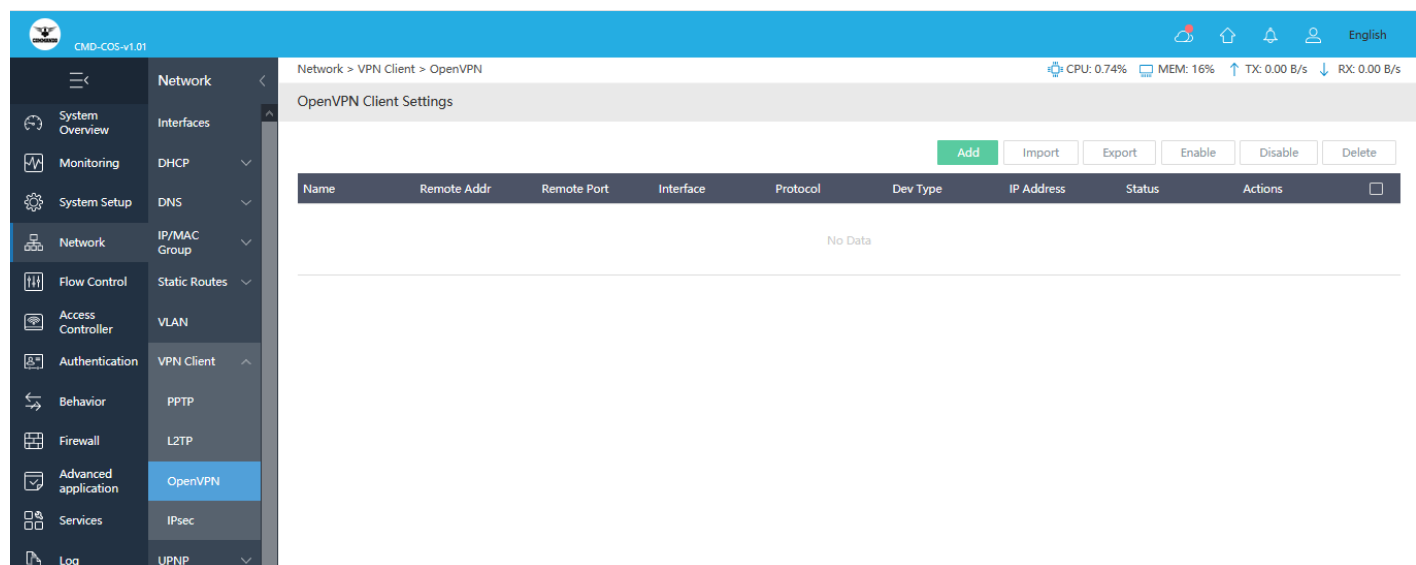 COMMANDO
CMD-COS-v1.01
English
Network
Network > VPN Client > OpenVPN
CPU: 0.74%
MEM: 16%
TX: 0.00 B/s
RX: 0.00 B/s
OpenVPN Client Settings
System
Overview
Monitoring
System Setup
Network
Flow Control
Access
Controller
Authentication
Behavior
Firewall
Advanced
application
Services
Log
Interfaces
DHCP
DNS
IP/MAC
Group
Static Routes
VLAN
VPN Client
PPTP
L2TP
OpenVPN
IPsec
UPNP
Add Import Export Enable Disable Delete
Name Remote Addr Remote Port Interface Protocol Dev Type IP Address Status Actions
No Data